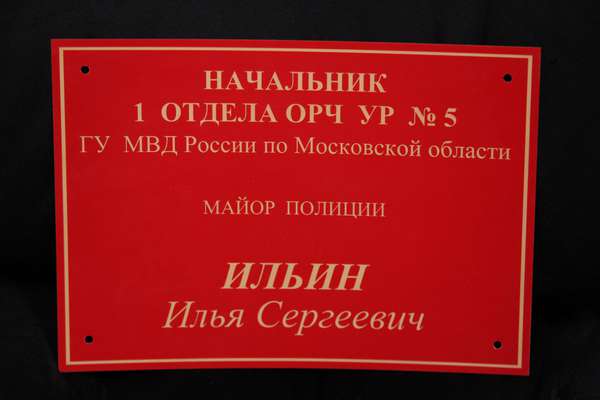 НАЧАЛЬНИК
1 ОТДЕЛА ОРЧ УР № 5
ГУ МВД России по Московской области
МАЙОР ПОЛИЦИИ
ИЛЬИН
Илья Сергеевич